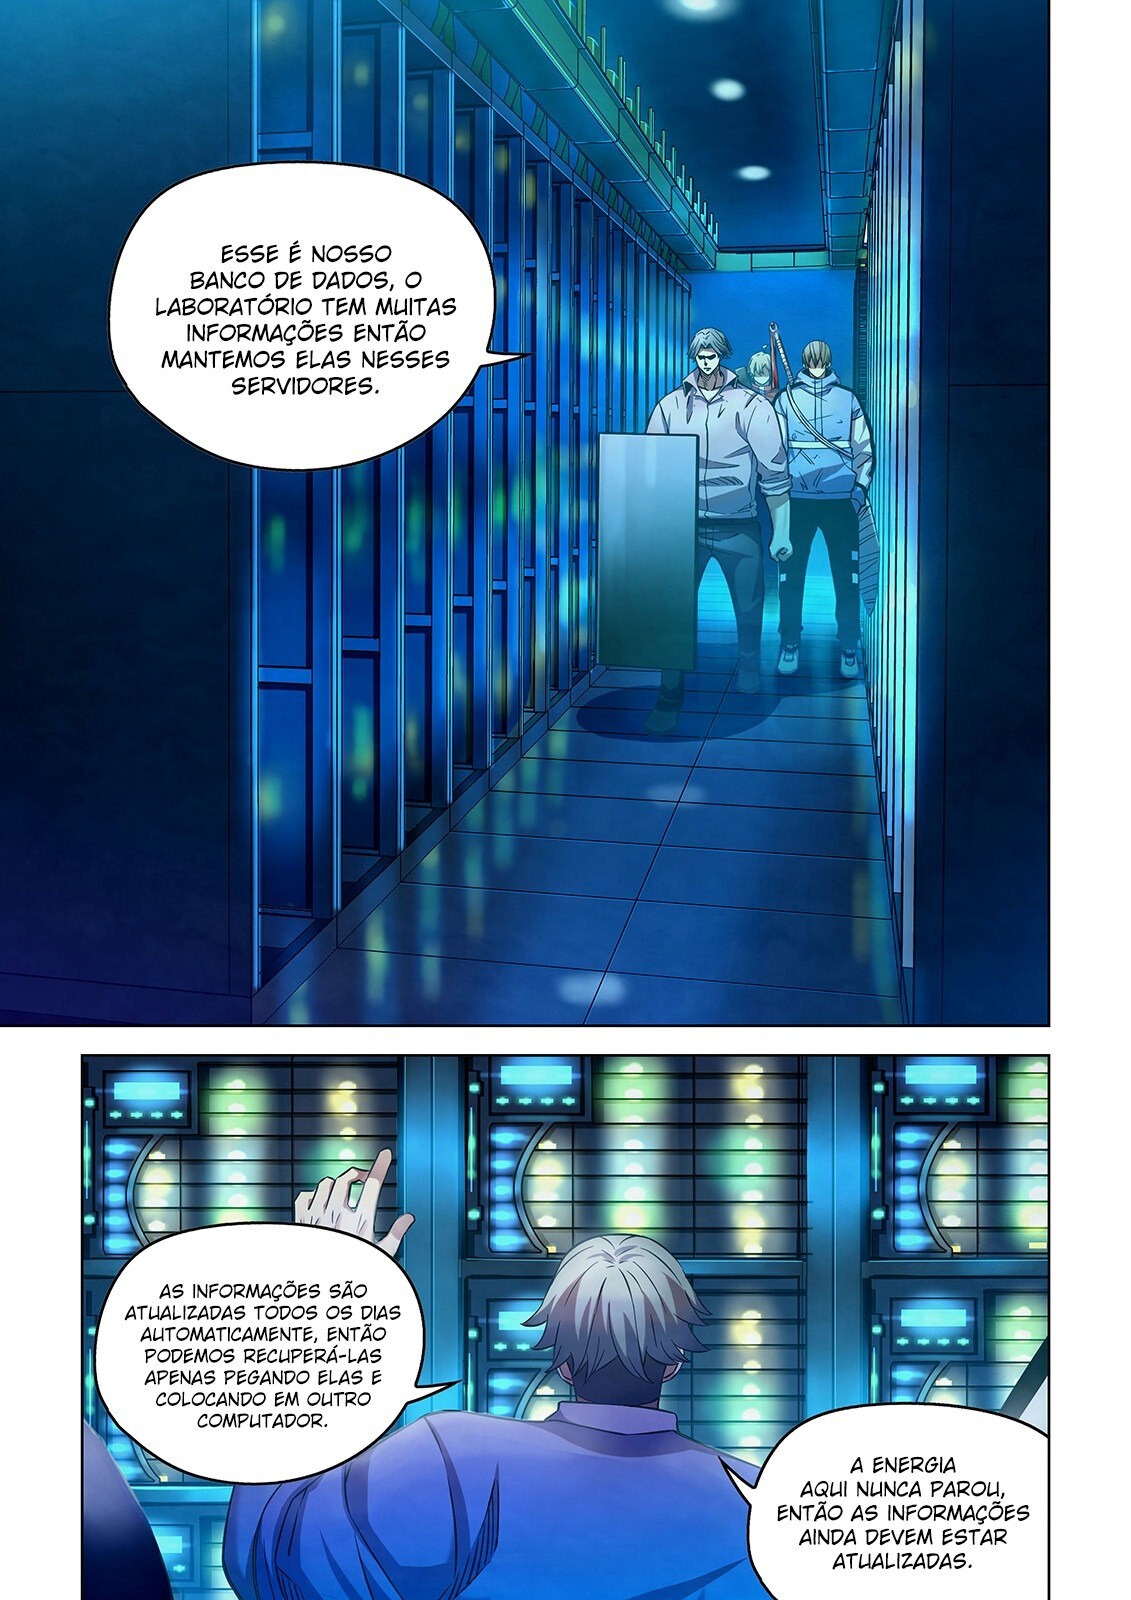 ESSE É NOSSO
BANCO DE DADOS, O
LABORATÓRIO TEM MUITAS
INFORMAÇÕES ENTÃO
MANTEMOS ELAS NESSES
SERVIDORES.
AS INFORMAÇÕES SÃO
ATUALIZADAS TODOS OS DIAS
AUTOMATICAMENTE, ENTÃO
PODEMOS RECUPERÁ-LAS
APENAS PEGANDO ELAS E
COLOCANDO EM OUTRO
COMPUTADOR.
A ENERGIA
AQUI NUNCA PAROU,
ENTÃO AS INFORMAÇÕES
AINDA DEVEM ESTAR
ATUALIZADAS.